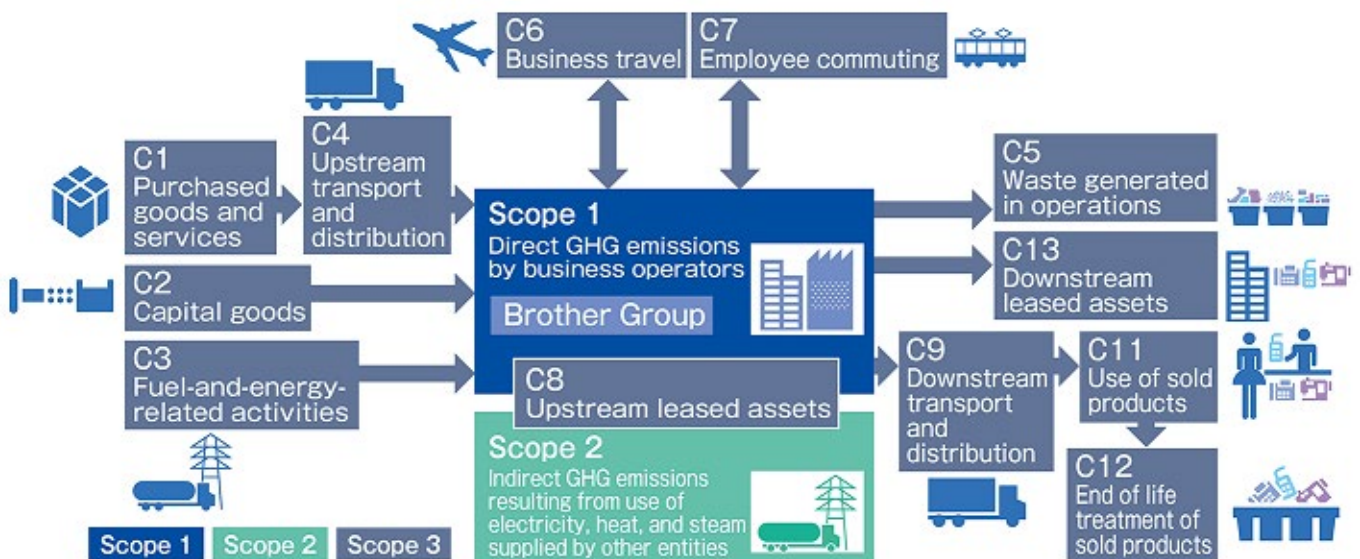 C6
Business travel
C7
Employee commuting
C1
Purchased
goods and
services
C4
Upstream
transport
and
distribution
C2
Capital goods
C3
Fuel-and-energy-
related activities
Scope 1
Direct GHG emissions
by business operators
Brother Group
C8
Upstream leased assets
Scope 2
Indirect GHG emissions
resulting from use of
electricity, heat, and steam
supplied by other entities
C5
Waste generated
in operations
C13
Downstream
leased assets
C9
Downstream
transport
and
distribution
C11
Use of sold
products
C12
End of life
treatment of
sold products
Scope 1
Scope 2
Scope 3